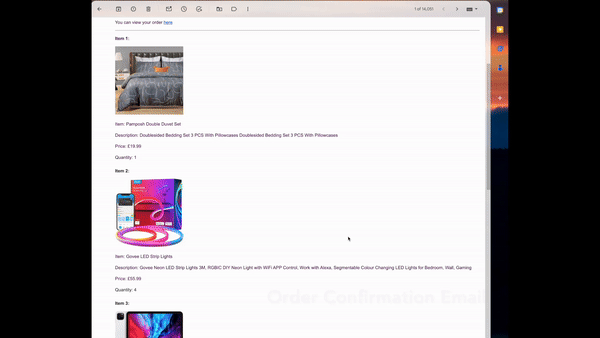 1 of 16,051
You can view your order here
Item 1:
Item: Pamposh Double Duvet Set
Description: Doublesided Bedding Set 3 PCS With Pillowcases Doublesided Bedding Set 3 PCS With Pillowcases
Price: £19.99
Quantity: 1
Item 2:
Item: Govee LED Strip Lights
Description: Govee Neon LED Strip Lights 3M, RGBIC DIY Neon Light with WiFi APP Control, Work with Alexa, Segmentable Colour Changing LED Lights for Bedroom, Wall, Gaming
Price: £55.99
Quantity: 4
Order Confirmation Email
Item 3: